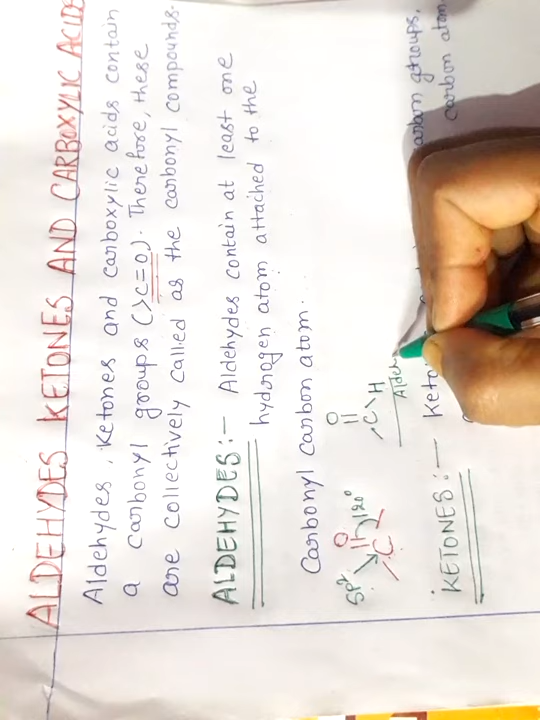 ALDEHYDES KETONES AND CARBOXYLIC ACIDS
Aldehydes, Ketones and carboxylic acids contain
a carbonyl groups (>C=O). Therefore, these
are collectively called as the carbonyl compounds.
ALDEHYDES:- Aldehydes contain at least one
hydrogen atom attached to the
Carbonyl carbon atom.
Sp² O C 120°
O C H
Aldeh
KETONES:- Keto
carbon atom.